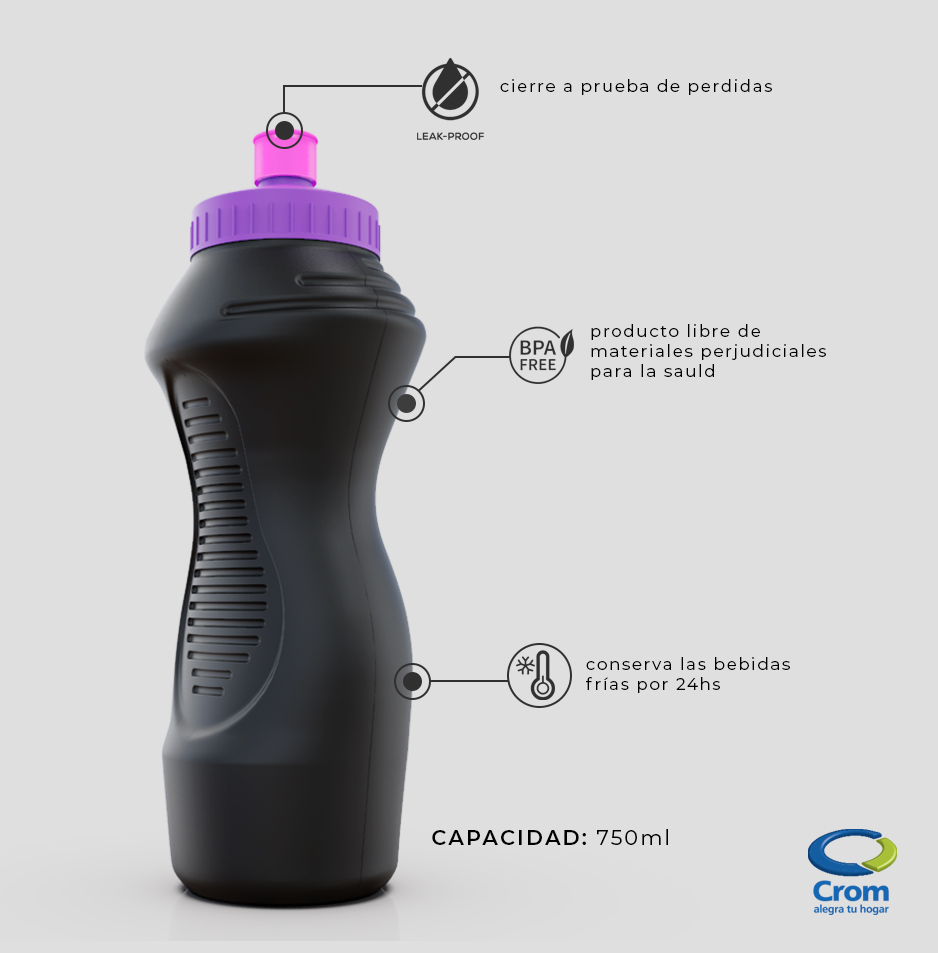 cierre a prueba de perdidas
LEAK-PROOF
BPA
FREE
producto libre de
materiales perjudiciales
para la sauld
conserva las bebidas
frías por 24hs
CAPACIDAD: 750ml
Crom
alegra tu hogar